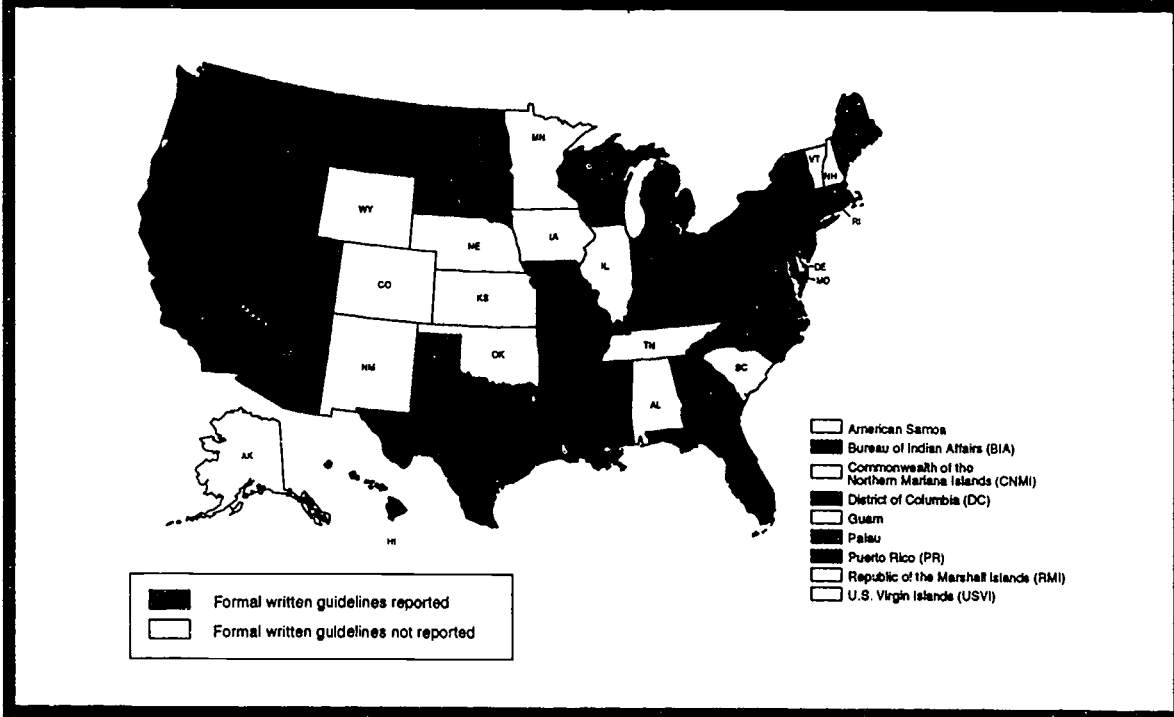 MN
VT
NH
WY
RI
NE
IA
IL
DE
MD
CO
KS
TN
OK
SC
NM
AL
AK
HI
American Samoa
Bureau of Indian Affairs (BIA)
Commonwealth of the
Northern Mariana Islands (CNMI)
District of Columbia (DC)
Guam
Palau
Puerto Rico (PR)
Republic of the Marshall Islands (RMI)
U.S. Virgin Islands (USVI)
Formal written guidelines reported
Formal written guidelines not reported